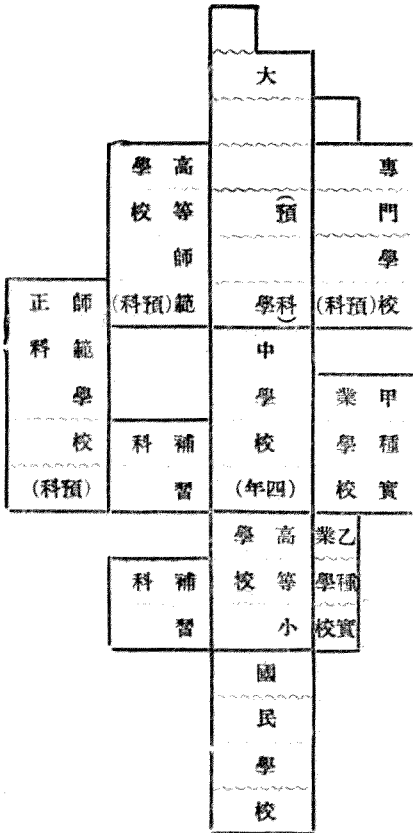 大學(預科)
專門學校(預科)
高等師範學校(預科)
師範學校正科(預科)
中學校(四年)
甲種實業學校
補習科
高等小學校
乙種實業學校
補習科
國民學校